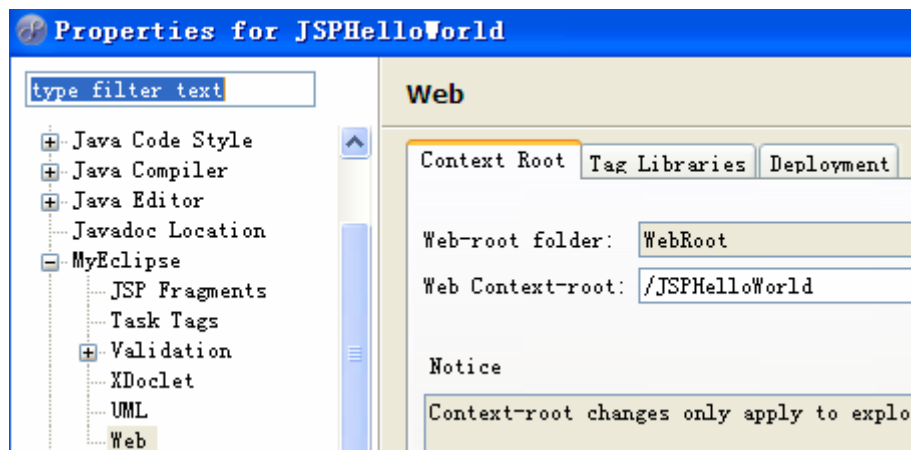 Properties for JSPHelloWorld
type filter text
Java Code Style
Java Compiler
Java Editor
Javadoc Location
MyEclipse
JSP Fragments
Task Tags
Validation
XDoclet
UML
Web
Web
Context Root Tag Libraries Deployment
Web-root folder: WebRoot
Web Context-root: /JSPHelloWorld
Notice
Context-root changes only apply to explo